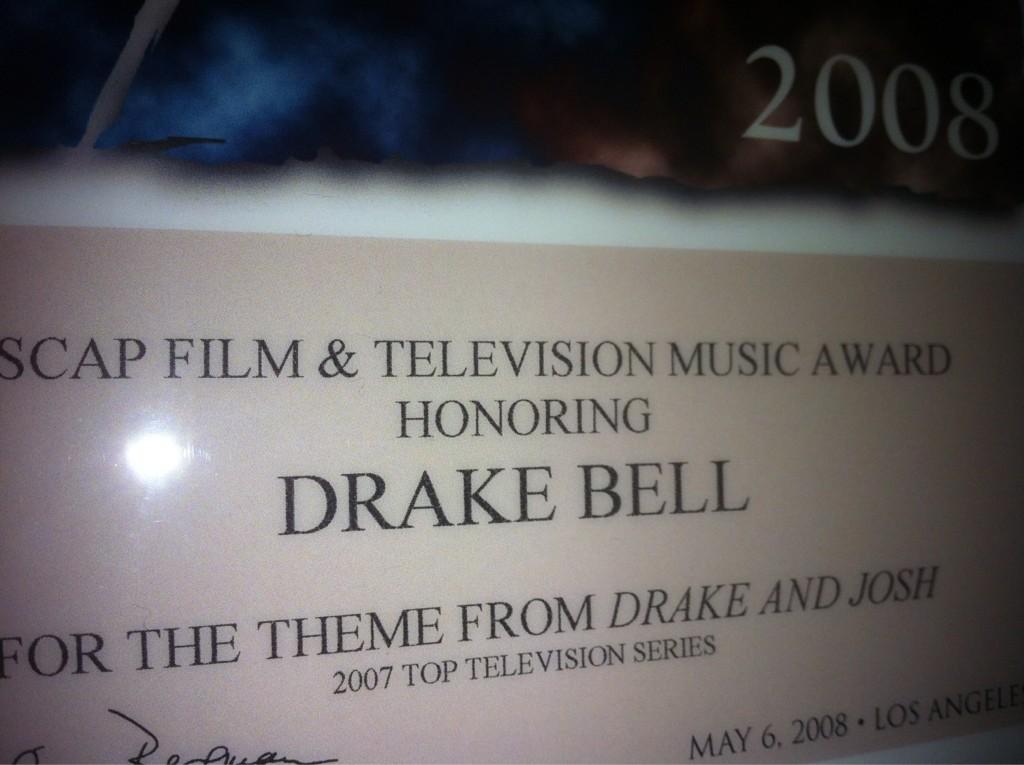 2008
SCAP FILM & TELEVISION MUSIC AWARD
HONORING
DRAKE BELL
FOR THE THEME FROM DRAKE AND JOSH
2007 TOP TELEVISION SERIES
MAY 6, 2008 • LOS ANGELE